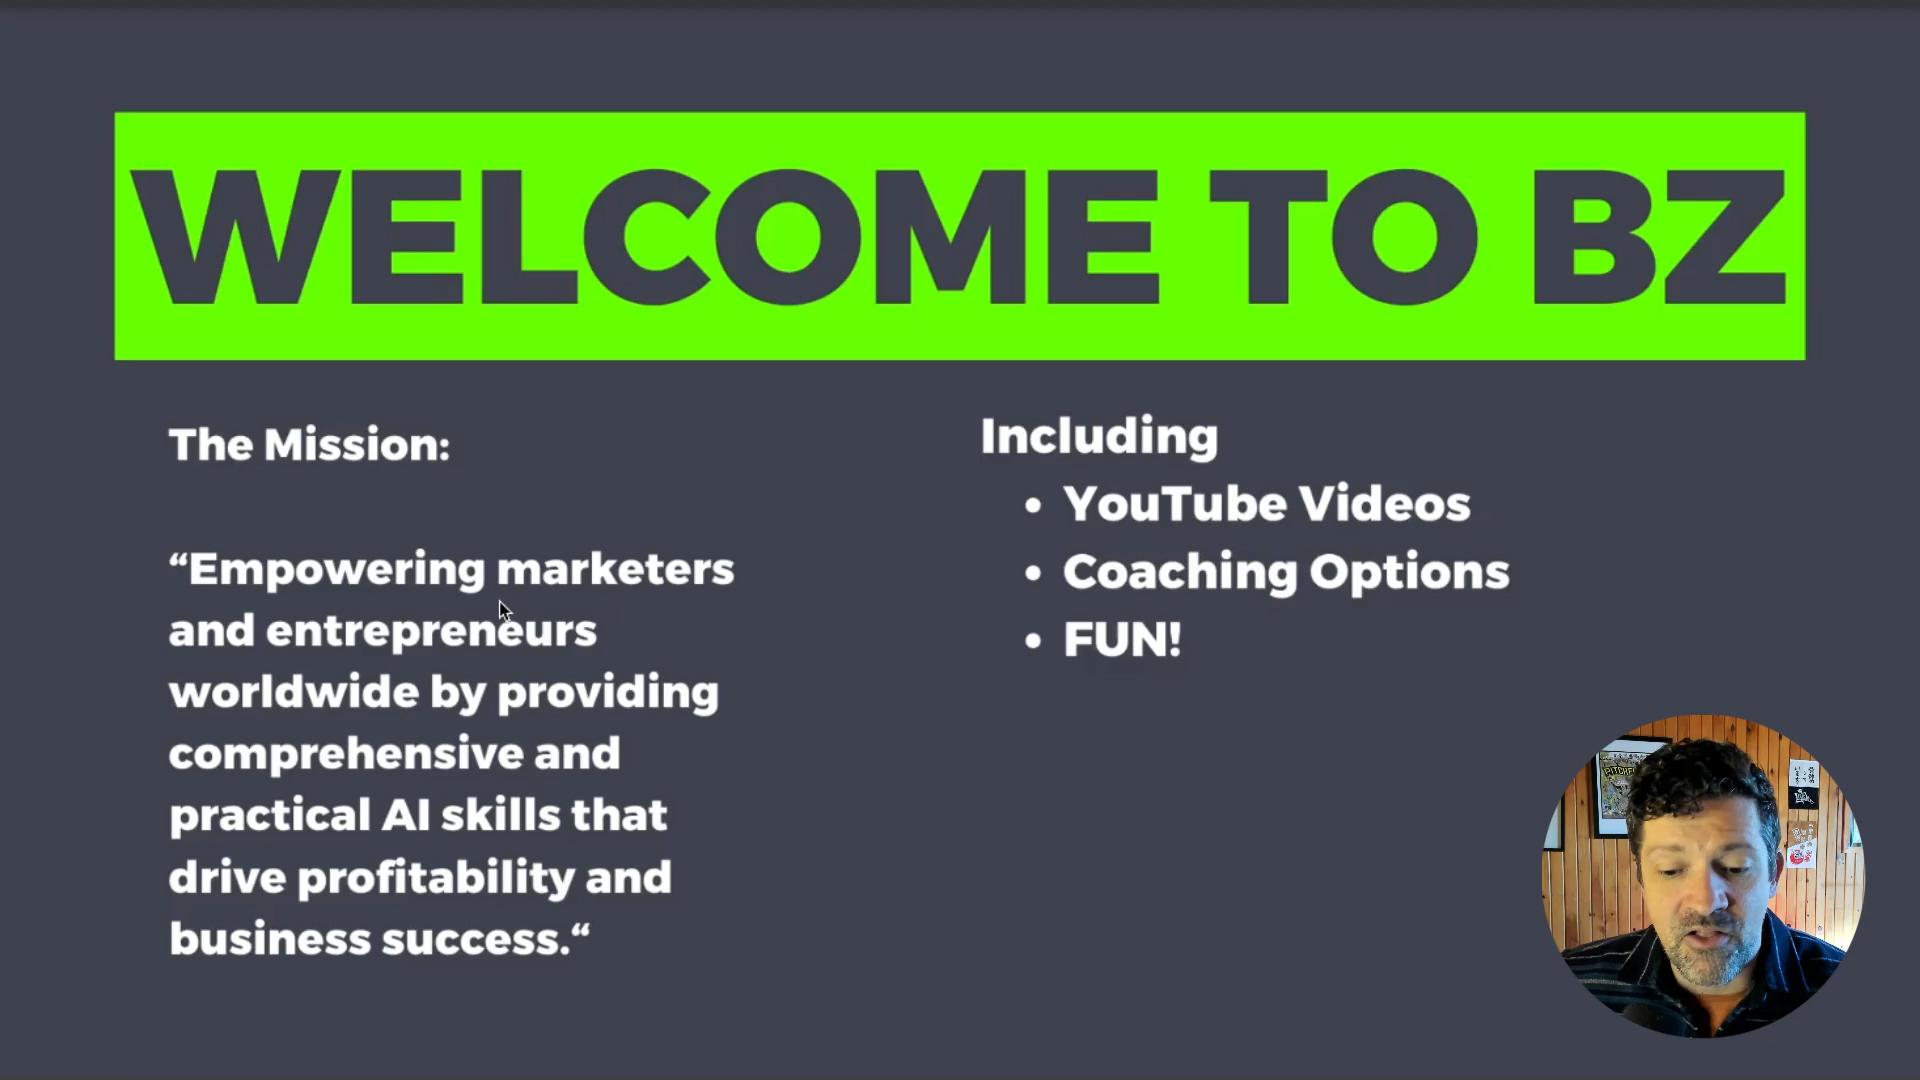 WELCOME TO BZ
The Mission:
“Empowering marketers
and entrepreneurs
worldwide by providing
comprehensive and
practical AI skills that
drive profitability and
business success.“
Including
• YouTube Videos
• Coaching Options
• FUN!